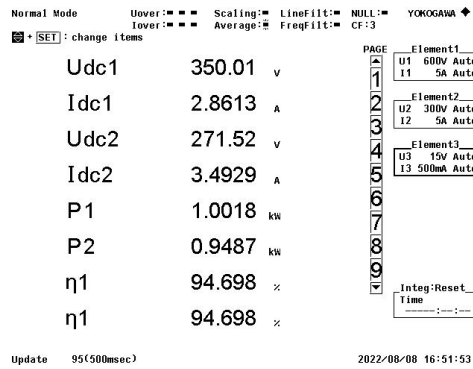 Normal Mode Uover: Scaling: LineFilt: NULL: YOKOGAWA
Iover: Average: FreqFilt: CF:3
+ SET : change items
PAGE
Udc1 350.01 V
Idc1 2.8613 A
Udc2 271.52 V
Idc2 3.4929 A
P1 1.0018 kW
P2 0.9487 kW
η1 94.698 %
η1 94.698 %
1
2
3
4
5
6
7
8
9
Element1
U1 600V Auto
I1 5A Auto
Element2
U2 300V Auto
I2 5A Auto
Element3
U3 15V Auto
I3 500mA Auto
Integ:Reset
Time
-----:--:--
Update 95(500msec) 2022/08/08 16:51:53